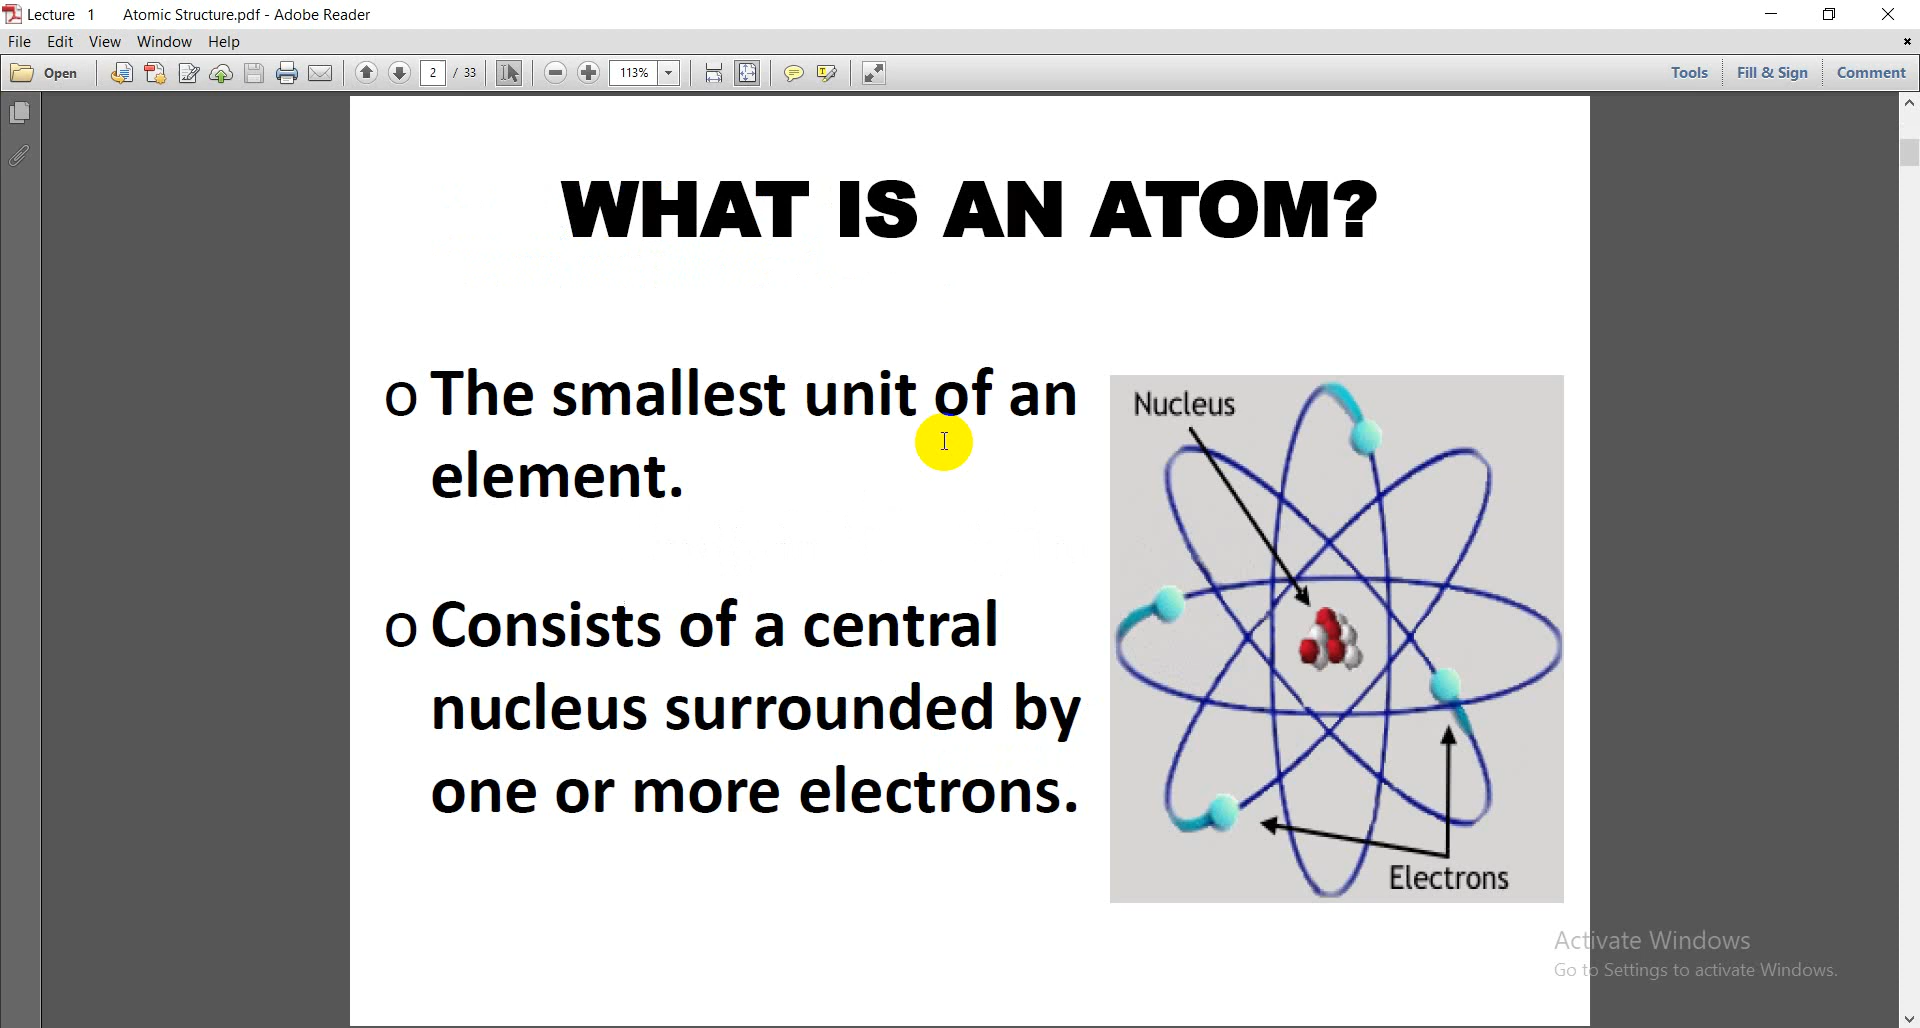 Lecture 1 Atomic Structure.pdf - Adobe Reader
File Edit View Window Help
Open 2 / 33 113% Tools Fill & Sign Comment
WHAT IS AN ATOM?
o The smallest unit of an
element.
o Consists of a central
nucleus surrounded by
one or more electrons.
Nucleus
Electrons
Activate Windows
Go to Settings to activate Windows.